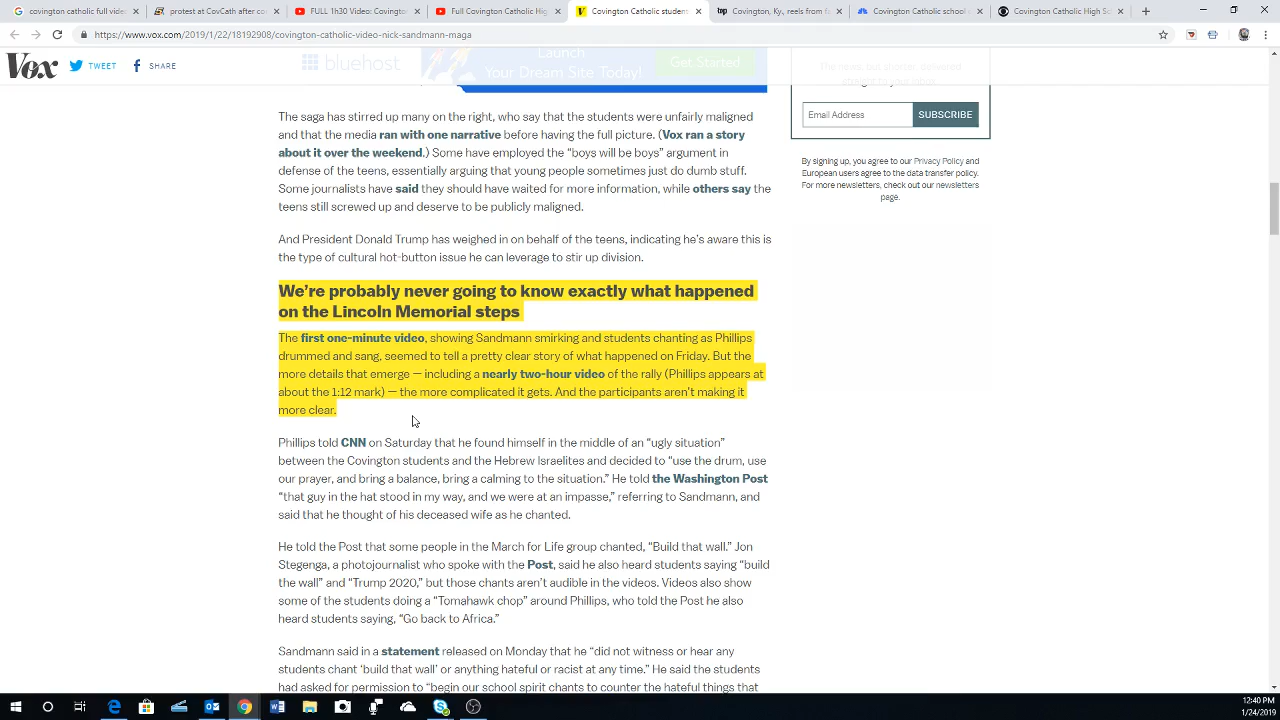 covington catholic full vide
protest at CovCath after co
FULL 1h30 Video: Covingto
Full Covington Catholic Hig
Covington Catholic studen
Covington, Ky., reels from
Covington Catholic school
Covington Catholic High Sc
https://www.vox.com/2019/1/22/18192908/covington-catholic-video-nick-sandmann-maga
Vox
TWEET
SHARE
bluehost
Launch
Your Dream Site Today!
Get Started
The news, but shorter, delivered
straight to your inbox.
Email Address
SUBSCRIBE
By signing up, you agree to our Privacy Policy and
European users agree to the data transfer policy.
For more newsletters, check out our newsletters
page.
The saga has stirred up many on the right, who say that the students were unfairly maligned
and that the media ran with one narrative before having the full picture. (Vox ran a story
about it over the weekend.) Some have employed the “boys will be boys” argument in
defense of the teens, essentially arguing that young people sometimes just do dumb stuff.
Some journalists have said they should have waited for more information, while others say the
teens still screwed up and deserve to be publicly maligned.
And President Donald Trump has weighed in on behalf of the teens, indicating he’s aware this is
the type of cultural hot-button issue he can leverage to stir up division.
We’re probably never going to know exactly what happened
on the Lincoln Memorial steps
The first one-minute video, showing Sandmann smirking and students chanting as Phillips
drummed and sang, seemed to tell a pretty clear story of what happened on Friday. But the
more details that emerge — including a nearly two-hour video of the rally (Phillips appears at
about the 1:12 mark) — the more complicated it gets. And the participants aren’t making it
more clear.
Phillips told CNN on Saturday that he found himself in the middle of an “ugly situation”
between the Covington students and the Hebrew Israelites and decided to “use the drum, use
our prayer, and bring a balance, bring a calming to the situation.” He told the Washington Post
“that guy in the hat stood in my way, and we were at an impasse,” referring to Sandmann, and
said that he thought of his deceased wife as he chanted.
He told the Post that some people in the March for Life group chanted, “Build that wall.” Jon
Stegenga, a photojournalist who spoke with the Post, said he also heard students saying “build
the wall” and “Trump 2020,” but those chants aren’t audible in the videos. Videos also show
some of the students doing a “Tomahawk chop” around Phillips, who told the Post he also
heard students saying, “Go back to Africa.”
Sandmann said in a statement released on Monday that he “did not witness or hear any
students chant ‘build that wall’ or anything hateful or racist at any time.” He said the students
had asked for permission to “begin our school spirit chants to counter the hateful things that
12:40 PM
1/24/2019